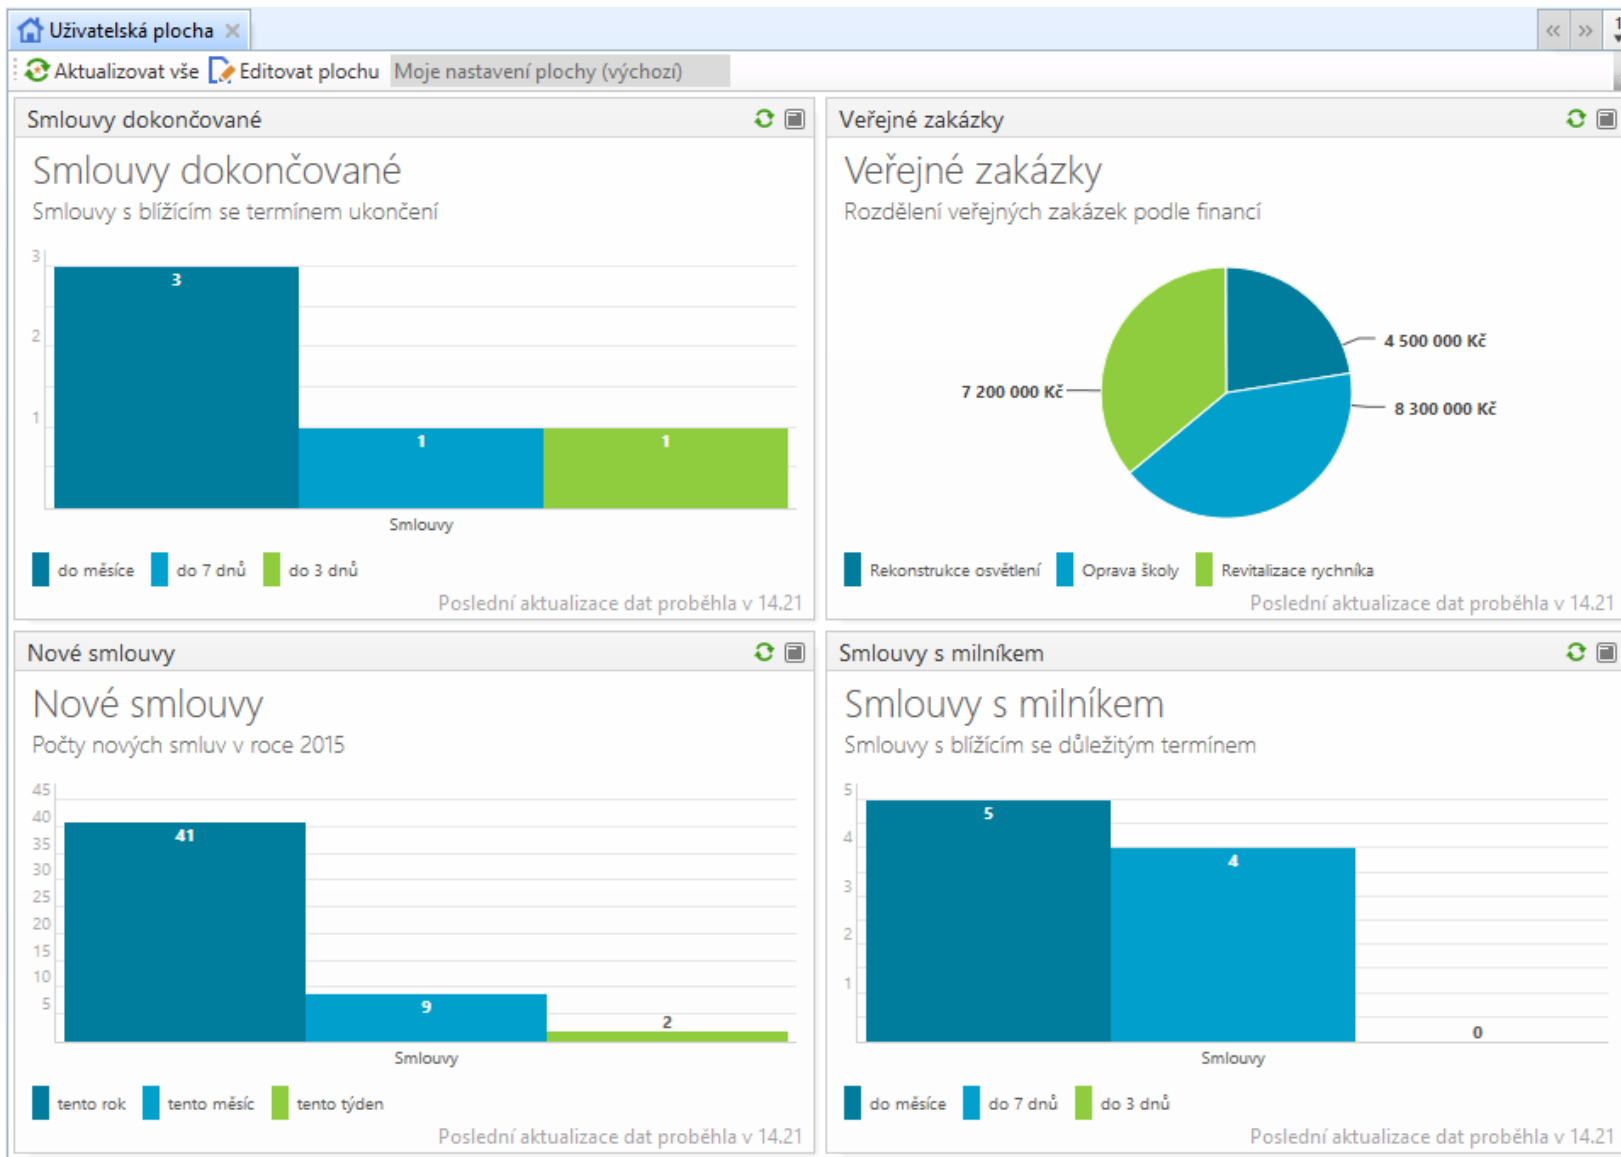 Uživatelská plocha
Aktualizovat vše Editovat plochu Moje nastavení plochy (výchozí)
Smlouvy dokončované
Smlouvy dokončované
Smlouvy s blížícím se termínem ukončení
3
2
1
3
1
1
Smlouvy
do měsíce do 7 dnů do 3 dnů
Poslední aktualizace dat proběhla v 14.21
Veřejné zakázky
Veřejné zakázky
Rozdělení veřejných zakázek podle financí
4 500 000 Kč
7 200 000 Kč
8 300 000 Kč
Rekonstrukce osvětlení Oprava školy Revitalizace rychníka
Poslední aktualizace dat proběhla v 14.21
Nové smlouvy
Nové smlouvy
Počty nových smluv v roce 2015
45
40
35
30
25
20
15
10
5
41
9
2
Smlouvy
tento rok tento měsíc tento týden
Poslední aktualizace dat proběhla v 14.21
Smlouvy s milníkem
Smlouvy s milníkem
Smlouvy s blížícím se důležitým termínem
5
4
3
2
1
5
4
0
Smlouvy
do měsíce do 7 dnů do 3 dnů
Poslední aktualizace dat proběhla v 14.21